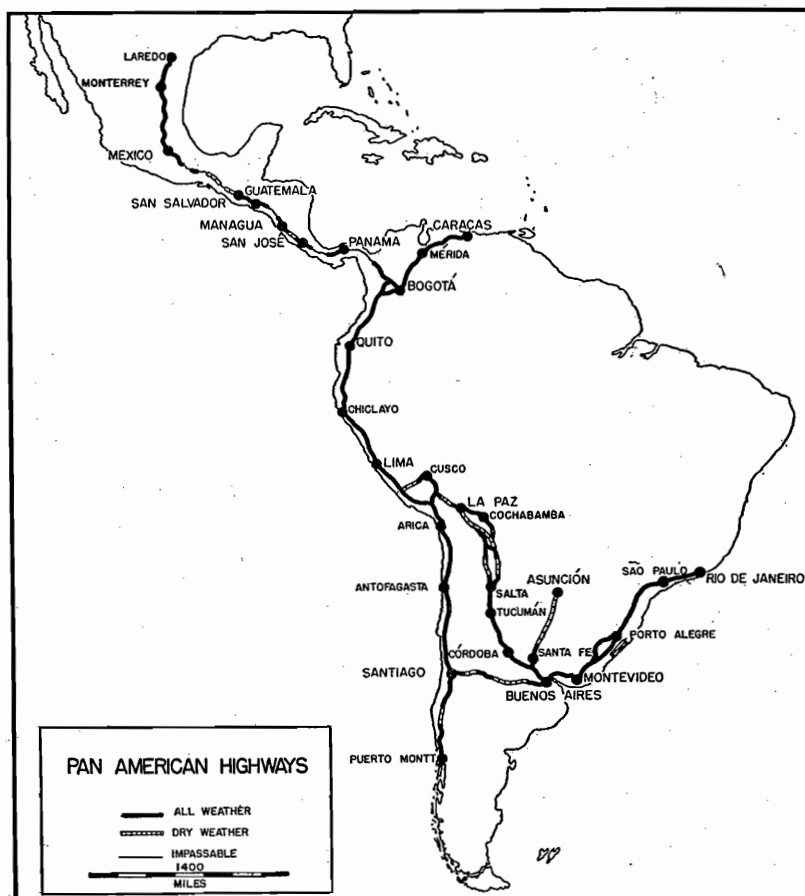 LAREDO
MONTERREY
MEXICO
GUATEMALA
SAN SALVADOR
MANAGUA
SAN JOSÉ
PANAMA
CARACAS
MÉRIDA
BOGOTÁ
QUITO
CHICLAYO
LIMA
CUSCO
LA PAZ
COCHABAMBA
ARICA
ASUNCIÓN
SÃO PAULO
RIO DE JANEIRO
ANTOFAGASTA
SALTA
TUCUMÁN
PORTO ALEGRE
CÓRDOBA
SANTA FE
SANTIAGO
MONTEVIDEO
BUENOS AIRES
PUERTO MONTT
PAN AMERICAN HIGHWAYS
ALL WEATHER
DRY WEATHER
IMPASSABLE
1400
MILES